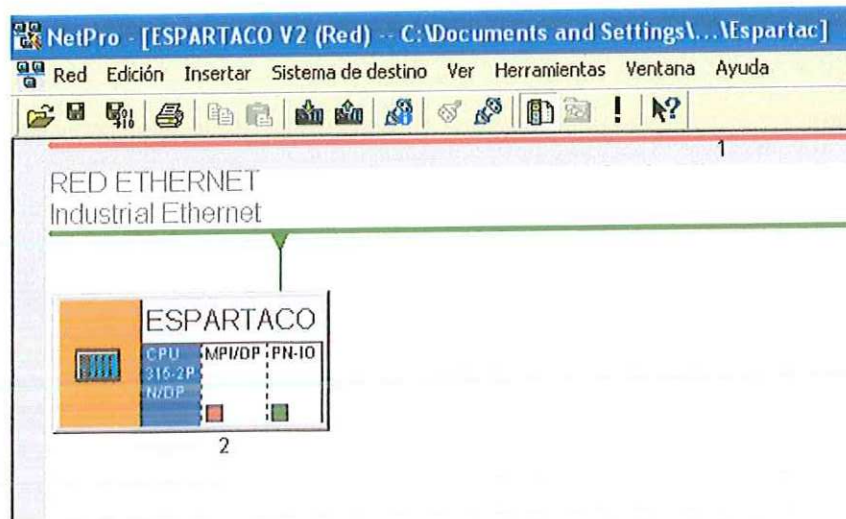 NetPro - [ESPARTACO V2 (Red) -- C:\Documents and Settings\...\Espartac]
Red Edición Insertar Sistema de destino Ver Herramientas Ventana Ayuda
1
RED ETHERNET
Industrial Ethernet
ESPARTACO
CPU
315-2P
N/DP
MPI/DP
PN-IO
2